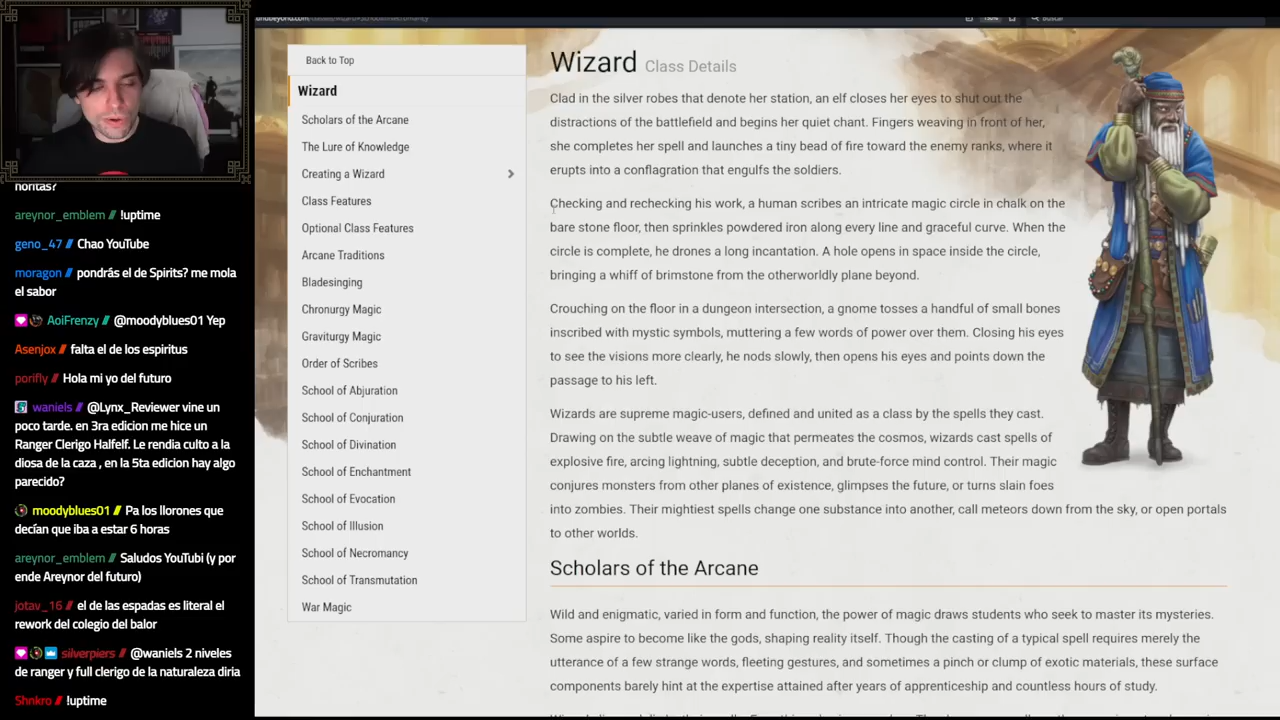 ndbeyond.com
150%
Buscar
noritas?
areynor_emblem // !uptime
geno_47 // Chao YouTube
moragon // pondrás el de Spirits? me mola
el sabor
AoiFrenzy // @moodyblues01 Yep
Asenjox // falta el de los espiritus
porifly // Hola mi yo del futuro
waniels // @Lynx_Reviewer vine un
poco tarde. en 3ra edicion me hice un
Ranger Clerigo Halfelf. Le rendia culto a la
diosa de la caza , en la 5ta edicion hay algo
parecido?
moodyblues01 // Pa los llorones que
decían que iba a estar 6 horas
areynor_emblem // Saludos YouTubi (y por
ende Areynor del futuro)
jotav_16 // el de las espadas es literal el
rework del colegio del balor
silverpiers // @waniels 2 niveles
de ranger y full clerigo de la naturaleza diria
Shnkro // !uptime
Back to Top
Wizard
Scholars of the Arcane
The Lure of Knowledge
Creating a Wizard
Class Features
Optional Class Features
Arcane Traditions
Bladesinging
Chronurgy Magic
Graviturgy Magic
Order of Scribes
School of Abjuration
School of Conjuration
School of Divination
School of Enchantment
School of Evocation
School of Illusion
School of Necromancy
School of Transmutation
War Magic
Wizard Class Details
Clad in the silver robes that denote her station, an elf closes her eyes to shut out the
distractions of the battlefield and begins her quiet chant. Fingers weaving in front of her,
she completes her spell and launches a tiny bead of fire toward the enemy ranks, where it
erupts into a conflagration that engulfs the soldiers.
Checking and rechecking his work, a human scribes an intricate magic circle in chalk on the
bare stone floor, then sprinkles powdered iron along every line and graceful curve. When the
circle is complete, he drones a long incantation. A hole opens in space inside the circle,
bringing a whiff of brimstone from the otherworldly plane beyond.
Crouching on the floor in a dungeon intersection, a gnome tosses a handful of small bones
inscribed with mystic symbols, muttering a few words of power over them. Closing his eyes
to see the visions more clearly, he nods slowly, then opens his eyes and points down the
passage to his left.
Wizards are supreme magic-users, defined and united as a class by the spells they cast.
Drawing on the subtle weave of magic that permeates the cosmos, wizards cast spells of
explosive fire, arcing lightning, subtle deception, and brute-force mind control. Their magic
conjures monsters from other planes of existence, glimpses the future, or turns slain foes
into zombies. Their mightiest spells change one substance into another, call meteors down from the sky, or open portals
to other worlds.
Scholars of the Arcane
Wild and enigmatic, varied in form and function, the power of magic draws students who seek to master its mysteries.
Some aspire to become like the gods, shaping reality itself. Though the casting of a typical spell requires merely the
utterance of a few strange words, fleeting gestures, and sometimes a pinch or clump of exotic materials, these surface
components barely hint at the expertise attained after years of apprenticeship and countless hours of study.